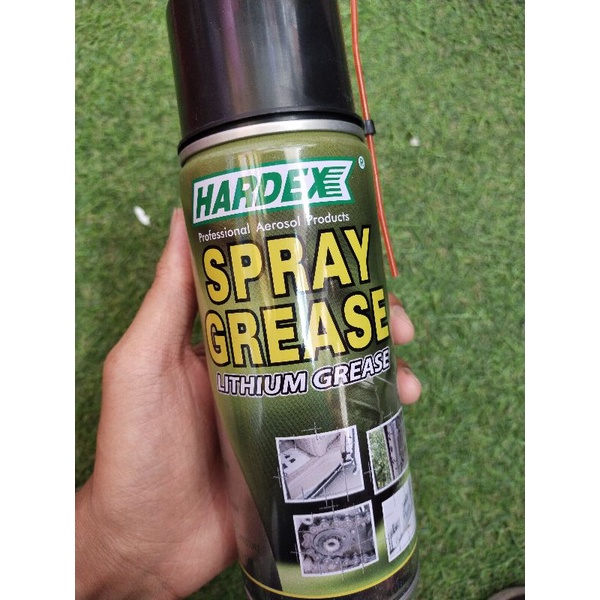 HARDEX®
Professional Aerosol Products
SPRAY
GREASE
LITHIUM GREASE